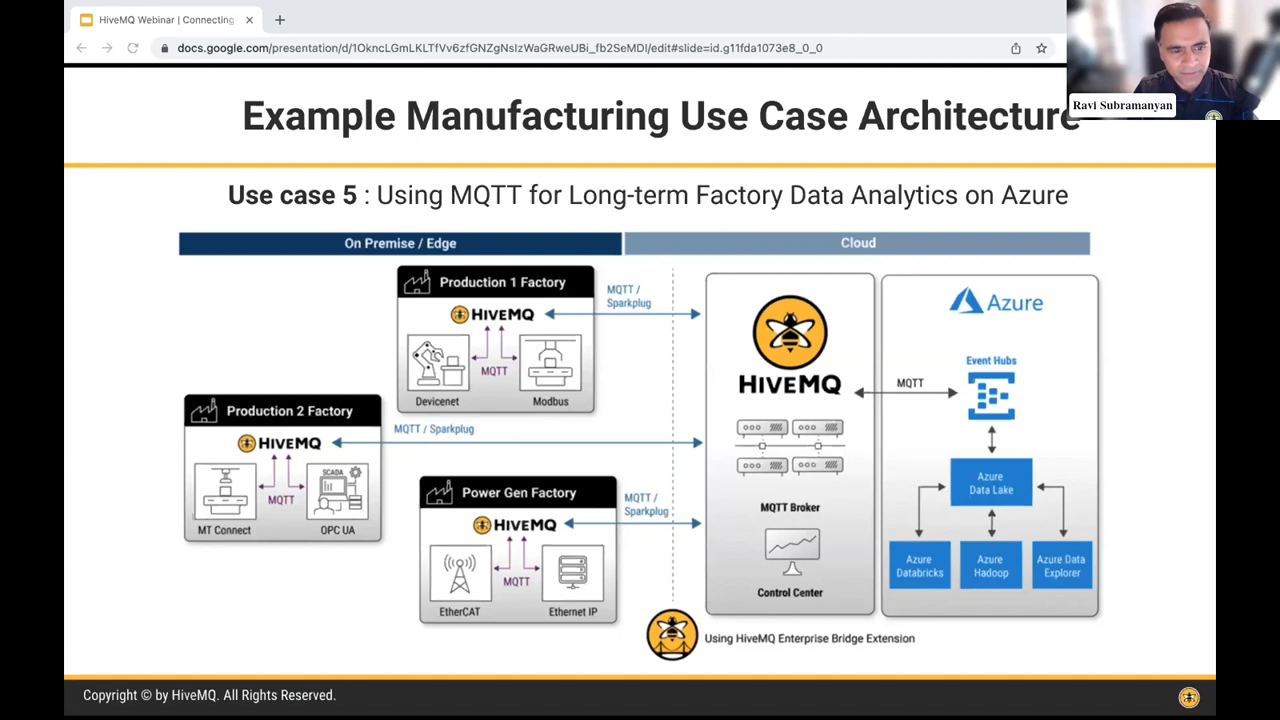 HiveMQ Webinar | Connecting
docs.google.com/presentation/d/1OkncLGmLKLTfVv6zfGNZgNsIzWaGRweUBi_fb2SeMDI/edit#slide=id.g11fda1073e8_0_0
Ravi Subramanyan
Example Manufacturing Use Case Architecture
Use case 5 : Using MQTT for Long-term Factory Data Analytics on Azure
On Premise / Edge
Cloud
Production 1 Factory
HIVEMQ
MQTT
Devicenet
Modbus
MQTT /
Sparkplug
Production 2 Factory
HIVEMQ
SCADA
MQTT
MT Connect
OPC UA
MQTT / Sparkplug
Power Gen Factory
HIVEMQ
MQTT
EtherCAT
Ethernet IP
MQTT /
Sparkplug
HIVEMQ
MQTT Broker
Control Center
MQTT
Azure
Event Hubs
Azure
Data Lake
Azure
Databricks
Azure
Hadoop
Azure Data
Explorer
Using HiveMQ Enterprise Bridge Extension
Copyright © by HiveMQ. All Rights Reserved.